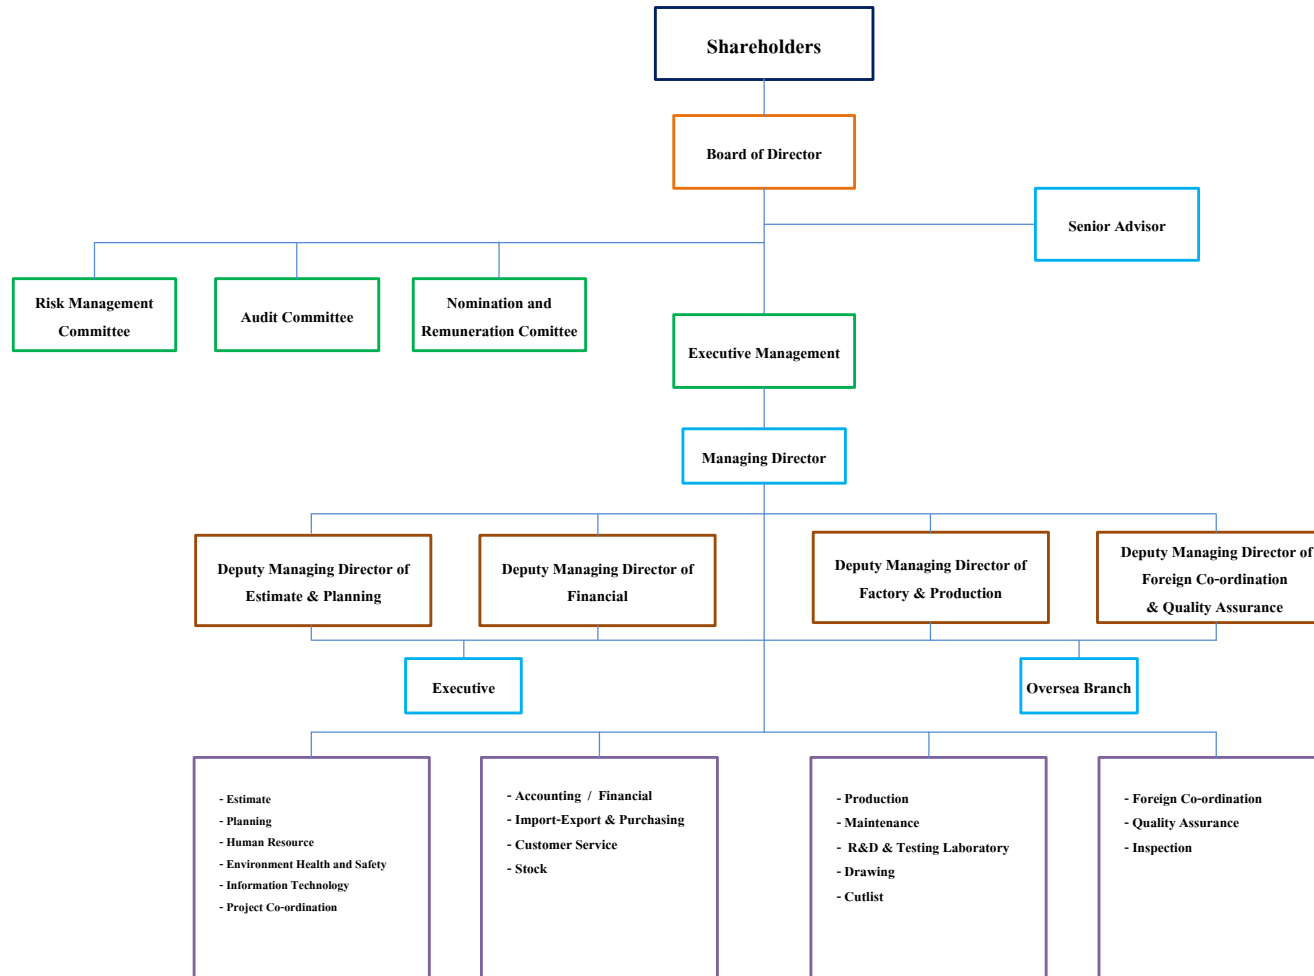 Shareholders
Board of Director
Senior Advisor
Risk Management
Committee
Audit Committee
Nomination and
Remuneration Comittee
Executive Management
Managing Director
Deputy Managing Director of
Estimate & Planning
Deputy Managing Director of
Financial
Deputy Managing Director of
Factory & Production
Deputy Managing Director of
Foreign Co-ordination
& Quality Assurance
Executive
Oversea Branch
- Estimate
- Planning
- Human Resource
- Environment Health and Safety
- Information Technology
- Project Co-ordination
- Accounting / Financial
- Import-Export & Purchasing
- Customer Service
- Stock
- Production
- Maintenance
- R&D & Testing Laboratory
- Drawing
- Cutlist
- Foreign Co-ordination
- Quality Assurance
- Inspection